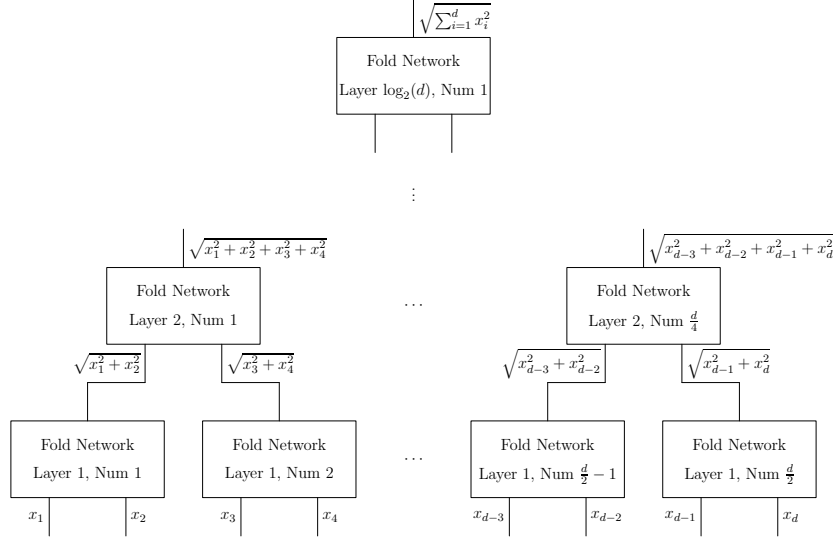 √(∑_{i=1}^{d} x_i^2)
Fold Network
Layer log₂(d), Num 1
⋮
√(x_1^2 + x_2^2 + x_3^2 + x_4^2)
√(x_{d−3}^2 + x_{d−2}^2 + x_{d−1}^2 + x_d^2)
Fold Network
Layer 2, Num 1
...
Fold Network
Layer 2, Num d/4
√(x_1^2 + x_2^2)
√(x_3^2 + x_4^2)
√(x_{d−3}^2 + x_{d−2}^2)
√(x_{d−1}^2 + x_d^2)
Fold Network
Layer 1, Num 1
Fold Network
Layer 1, Num 2
...
Fold Network
Layer 1, Num d/2 − 1
Fold Network
Layer 1, Num d/2
x_1
x_2
x_3
x_4
x_{d−3}
x_{d−2}
x_{d−1}
x_d